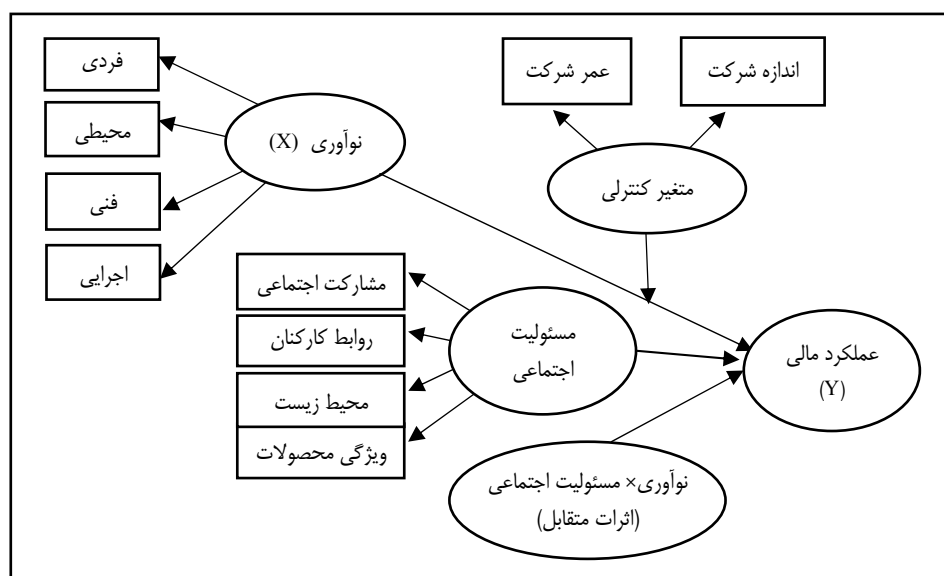 فردی
محیطی
فنی
اجرایی
نوآوری (X)
عمر شرکت
اندازه شرکت
متغیر کنترلی
مشارکت اجتماعی
روابط کارکنان
محیط زیست
ویژگی محصولات
مسئولیت
اجتماعی
عملکرد مالی
(Y)
نوآوری× مسئولیت اجتماعی
(اثرات متقابل)